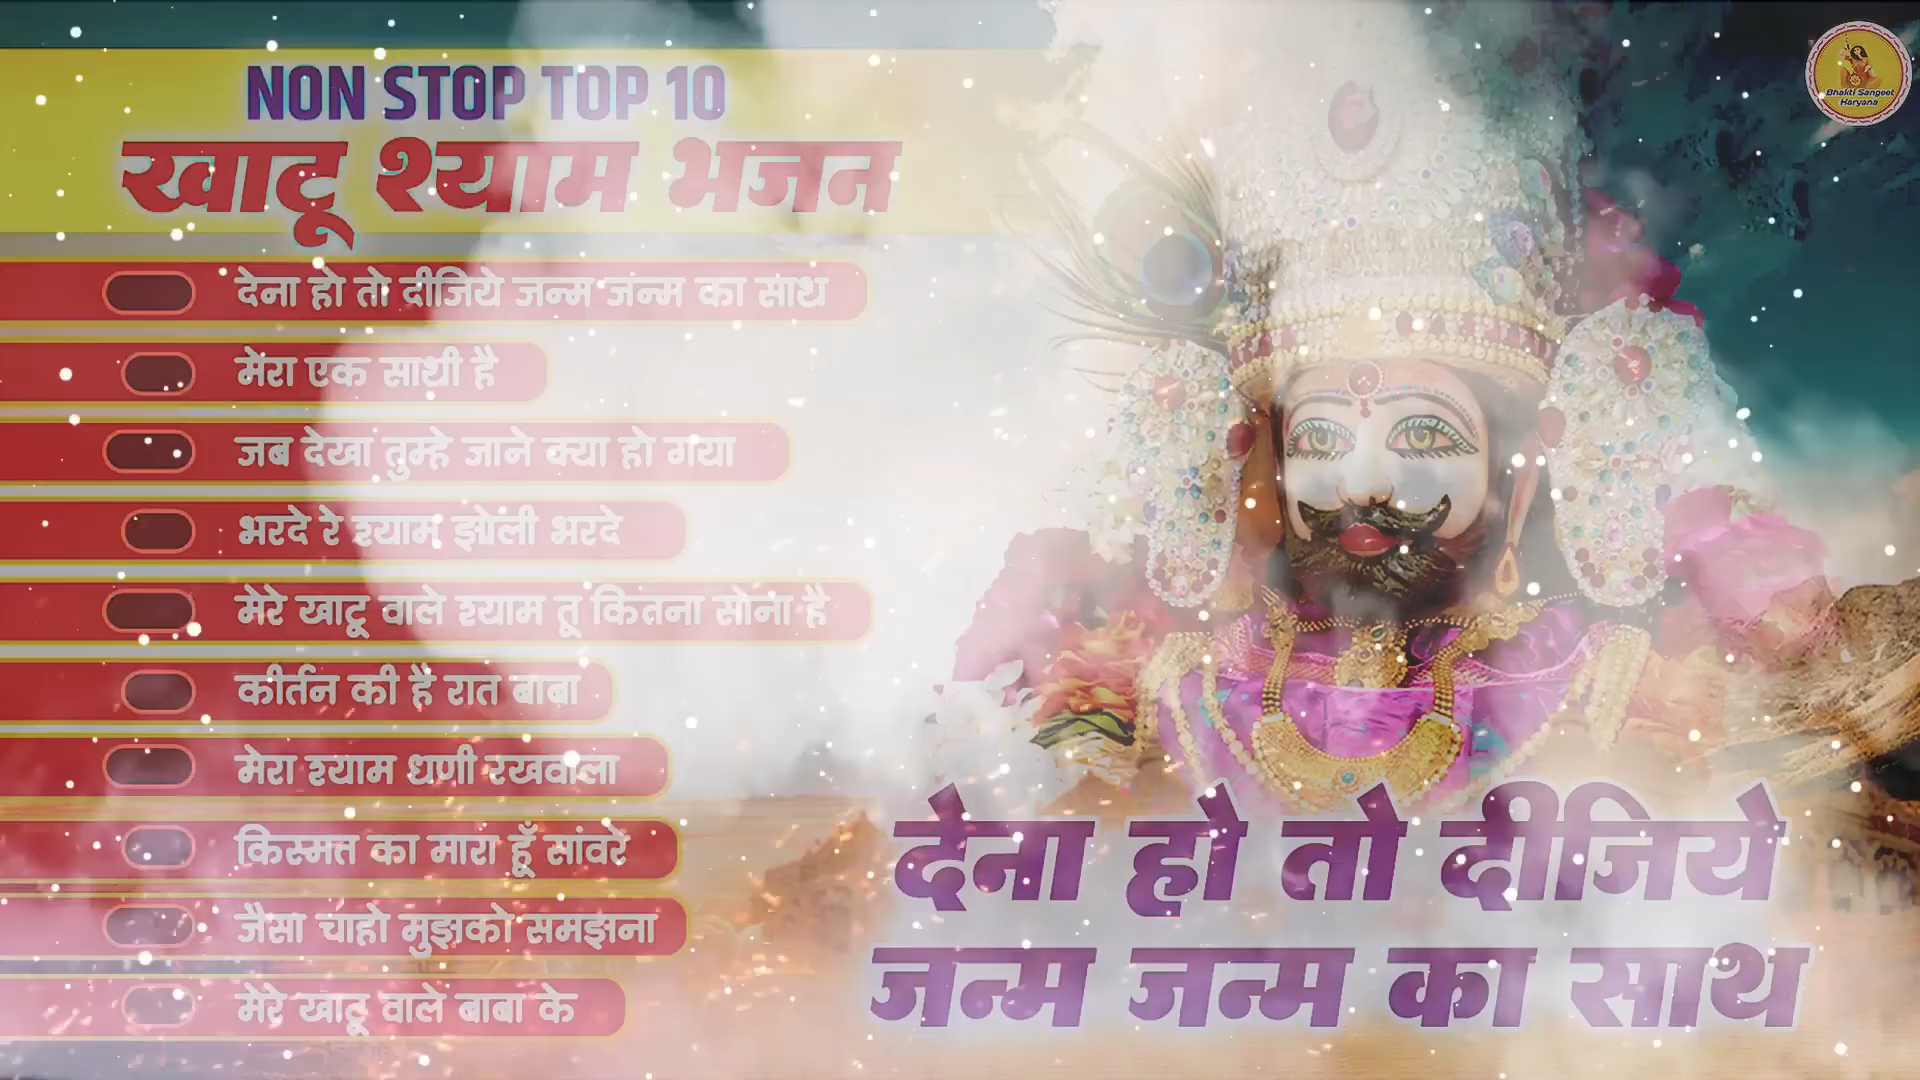 NON STOP TOP 10
खाटू श्याम भजन
देना हो तो दीजिये जन्म जन्म का साथ
मेरा एक साथी है
जब देखा तुम्हे जाने क्या हो गया
भरदे रे श्याम झोली भरदे
मेरे खाटू वाले श्याम तू कितना सोना है
कीर्तन की है रात बाबा
मेरा श्याम धणी रखवाला
किस्मत का मारा हूँ सांवरे
जैसा चाहो मुझको समझना
मेरे खाटू वाले बाबा के
Bhakti Sangeet
Haryana
देना हो तो दीजिये
जन्म जन्म का साथ